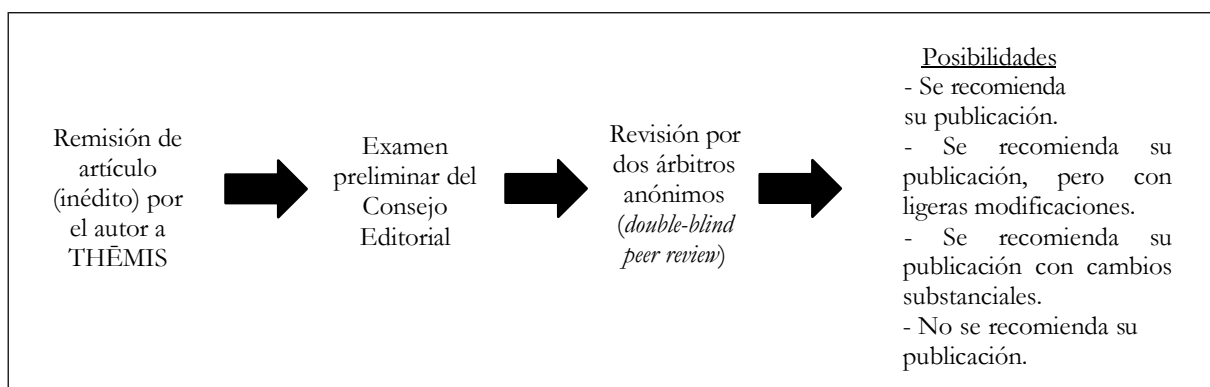 Remisión de
artículo
(inédito) por
el autor a
THĒMIS
Examen
preliminar del
Consejo
Editorial
Revisión por
dos árbitros
anónimos
(double-blind
peer review)
Posibilidades
- Se recomienda
su publicación.
- Se recomienda su
publicación, pero con
ligeras modificaciones.
- Se recomienda su
publicación con cambios
substanciales.
- No se recomienda su
publicación.